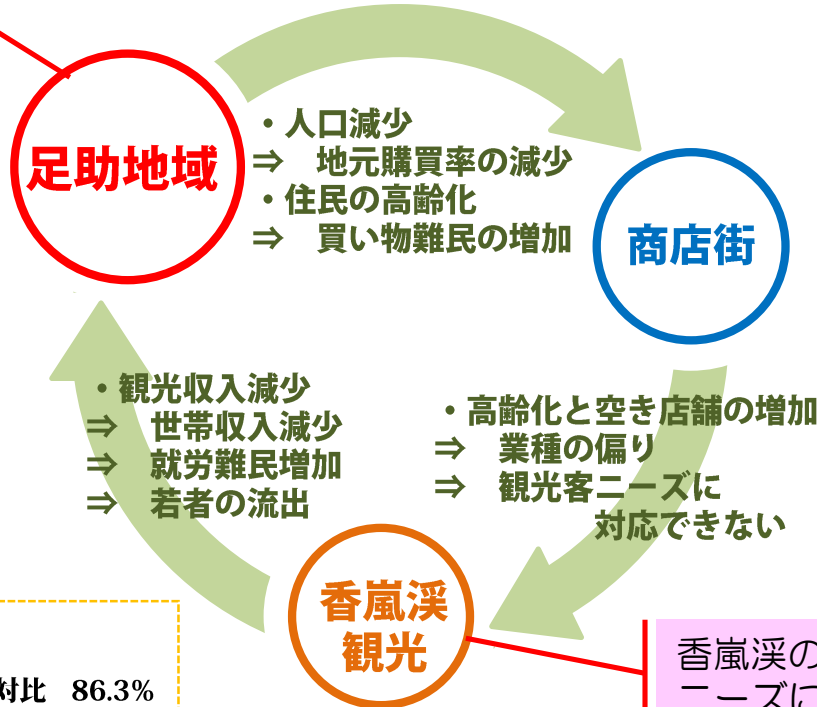 足助地域
・人口減少
⇒ 地元購買率の減少
・住民の高齢化
⇒ 買い物難民の増加
商店街
・高齢化と空き店舗の増加
⇒ 業種の偏り
⇒ 観光客ニーズに
対応できない
・観光収入減少
⇒ 世帯収入減少
⇒ 就労難民増加
⇒ 若者の流出
香嵐渓
観光
対比 86.3%
香嵐渓の
ニーズに